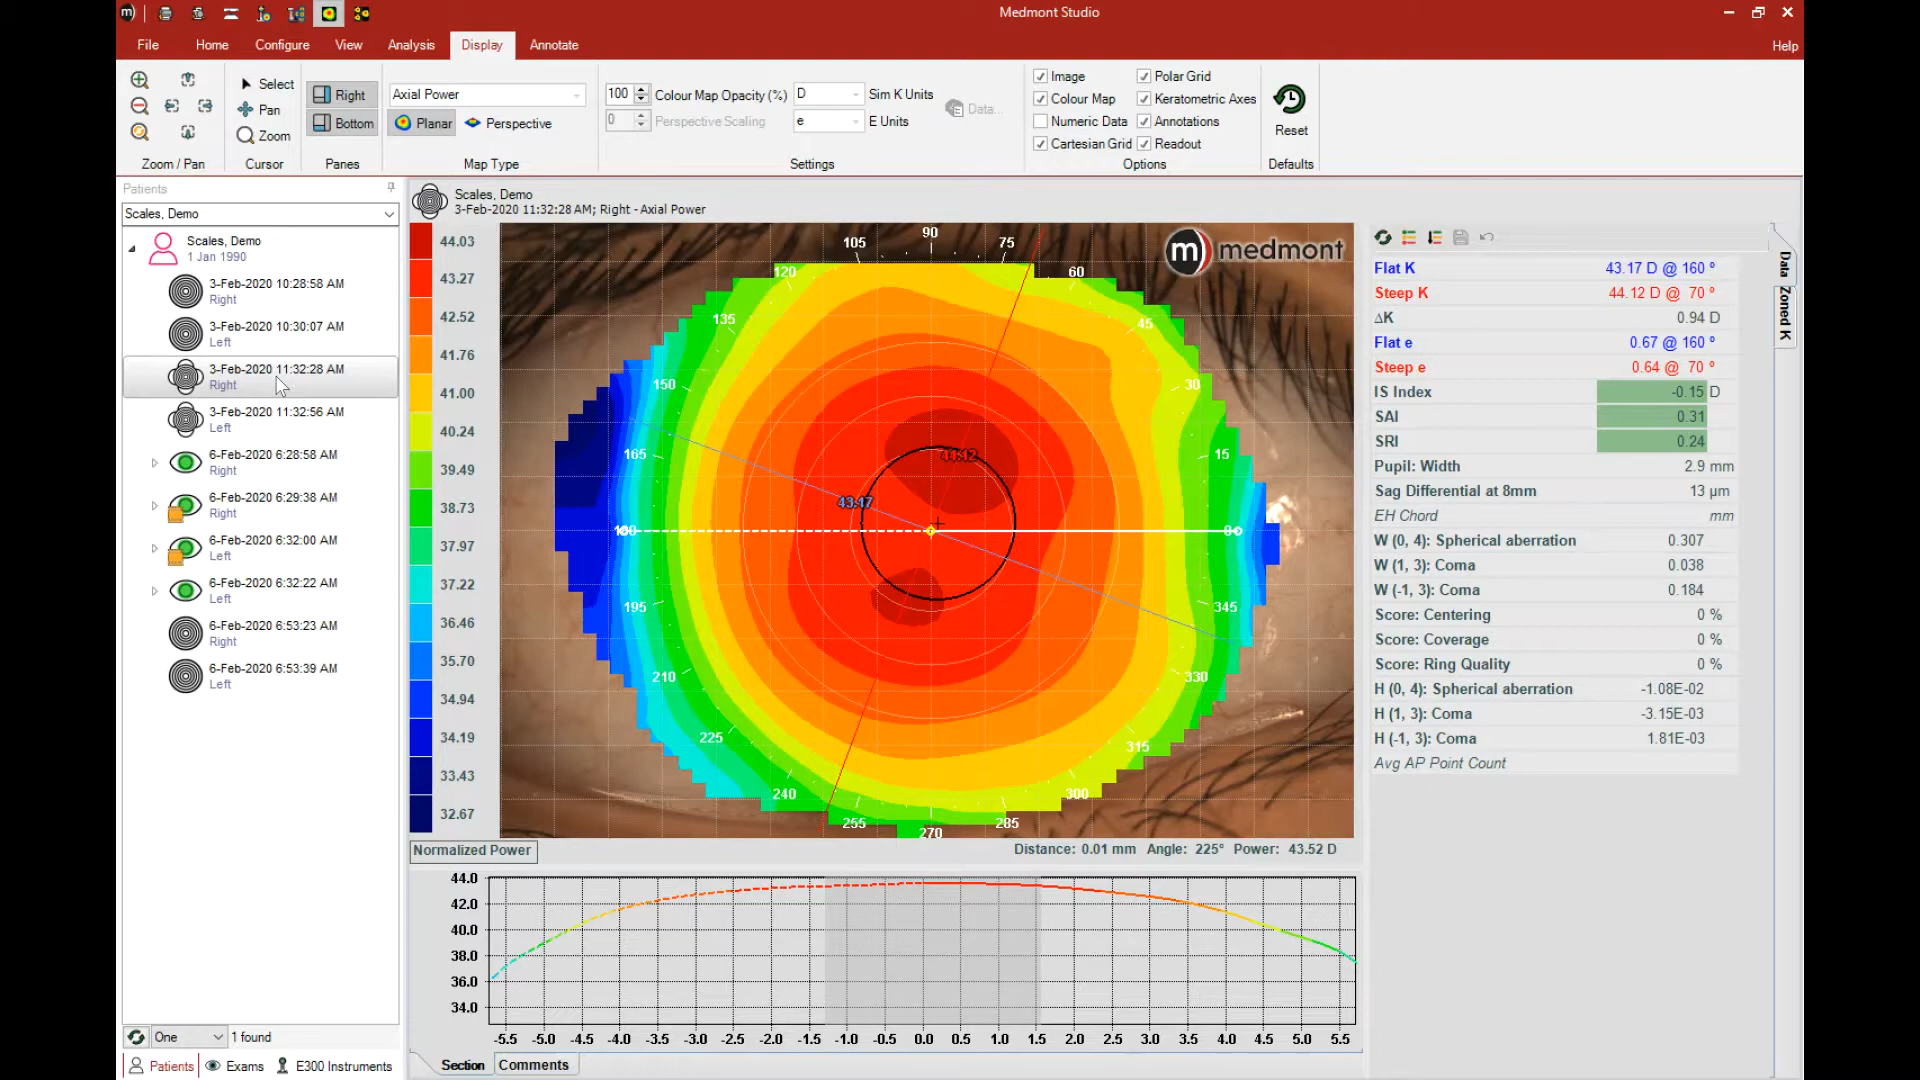 m) Medmont Studio
File Home Configure View Analysis Display Annotate Help
Select
Pan
Zoom
Right
Bottom
Axial Power
Planar Perspective
100 Colour Map Opacity (%)
0 Perspective Scaling
D Sim K Units
e E Units
Data...
Image
Colour Map
Numeric Data
Cartesian Grid
Polar Grid
Keratometric Axes
Annotations
Readout
Reset
Zoom / Pan Cursor Panes Map Type Settings Options Defaults
Patients
Scales, Demo
Scales, Demo
1 Jan 1990
3-Feb-2020 10:28:58 AM
Right
3-Feb-2020 10:30:07 AM
Left
3-Feb-2020 11:32:28 AM
Right
3-Feb-2020 11:32:56 AM
Left
6-Feb-2020 6:28:58 AM
Right
6-Feb-2020 6:29:38 AM
Right
6-Feb-2020 6:32:00 AM
Left
6-Feb-2020 6:32:22 AM
Left
6-Feb-2020 6:53:23 AM
Right
6-Feb-2020 6:53:39 AM
Left
One 1 found
Patients Exams E300 Instruments
Scales, Demo
3-Feb-2020 11:32:28 AM; Right - Axial Power
44.03
43.27
42.52
41.76
41.00
40.24
39.49
38.73
37.97
37.22
36.46
35.70
34.94
34.19
33.43
32.67
m) medmont
105 90 75
120 60
135 45
150 30
165 15
180 0
195 345
210 330
225 315
240 300
255 270 285
44.12
43.17
Normalized Power
Distance: 0.01 mm Angle: 225° Power: 43.52 D
44.0
42.0
40.0
38.0
36.0
34.0
-5.5 -5.0 -4.5 -4.0 -3.5 -3.0 -2.5 -2.0 -1.5 -1.0 -0.5 0.0 0.5 1.0 1.5 2.0 2.5 3.0 3.5 4.0 4.5 5.0 5.5
Section Comments
Flat K 43.17 D @ 160 °
Steep K 44.12 D @ 70 °
ΔK 0.94 D
Flat e 0.67 @ 160 °
Steep e 0.64 @ 70 °
IS Index -0.15 D
SAI 0.31
SRI 0.24
Pupil: Width 2.9 mm
Sag Differential at 8mm 13 µm
EH Chord mm
W (0, 4): Spherical aberration 0.307
W (1, 3): Coma 0.038
W (-1, 3): Coma 0.184
Score: Centering 0 %
Score: Coverage 0 %
Score: Ring Quality 0 %
H (0, 4): Spherical aberration -1.08E-02
H (1, 3): Coma -3.15E-03
H (-1, 3): Coma 1.81E-03
Avg AP Point Count
Data
Zoned K